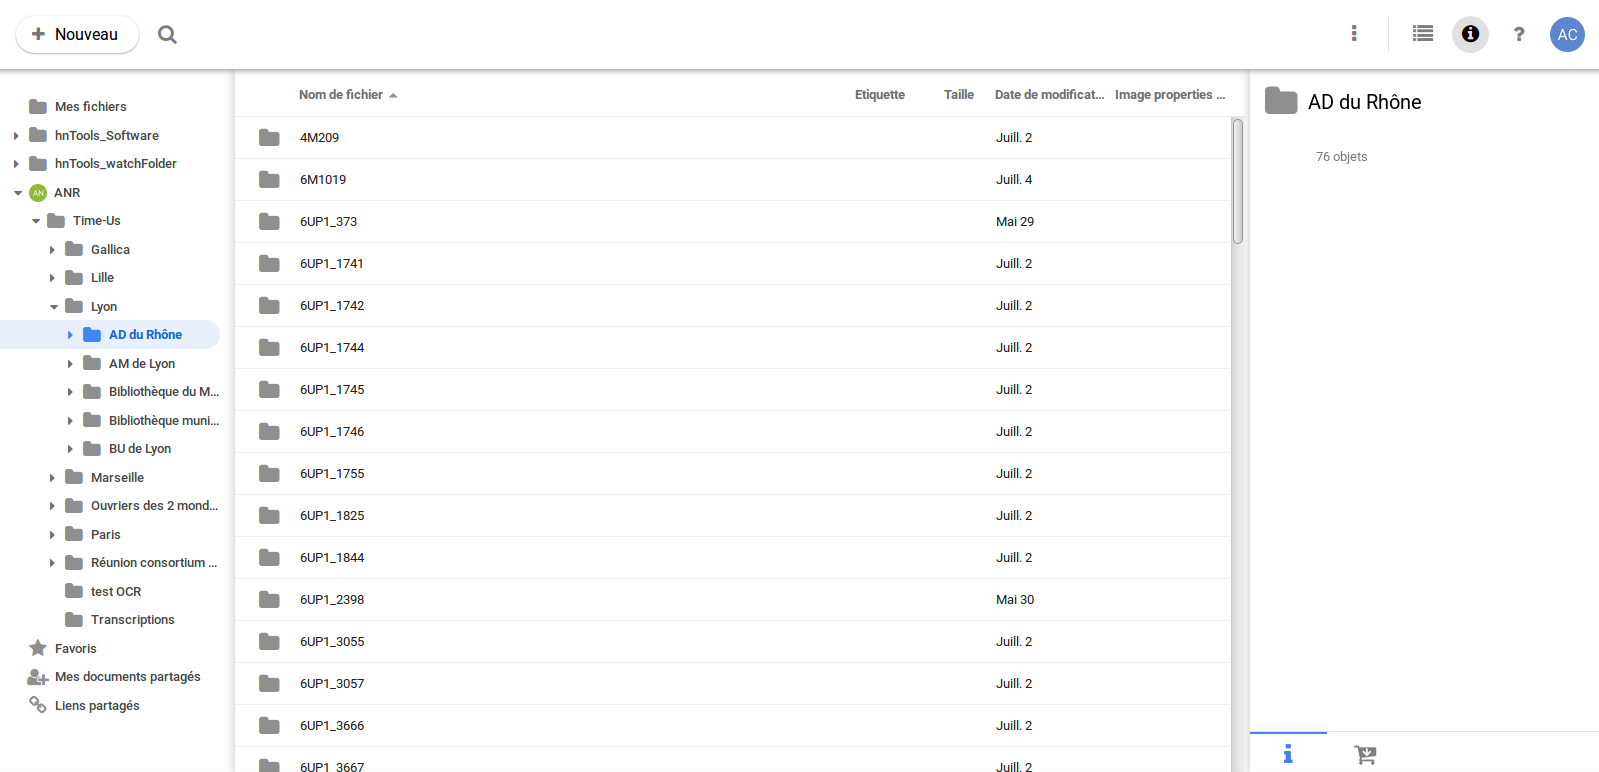 Nouveau
?
AC
Mes fichiers
hnTools_Software
hnTools_watchFolder
AN ANR
Time-Us
Gallica
Lille
Lyon
AD du Rhône
AM de Lyon
Bibliothèque du M...
Bibliothèque muni...
BU de Lyon
Marseille
Ouvriers des 2 mond...
Paris
Réunion consortium ...
test OCR
Transcriptions
Favoris
Mes documents partagés
Liens partagés
Nom de fichier Etiquette Taille Date de modificat... Image properties ...
4M209 Juill. 2
6M1019 Juill. 4
6UP1_373 Mai 29
6UP1_1741 Juill. 2
6UP1_1742 Juill. 2
6UP1_1744 Juill. 2
6UP1_1745 Juill. 2
6UP1_1746 Juill. 2
6UP1_1755 Juill. 2
6UP1_1825 Juill. 2
6UP1_1844 Juill. 2
6UP1_2398 Mai 30
6UP1_3055 Juill. 2
6UP1_3057 Juill. 2
6UP1_3666 Juill. 2
6UP1_3667 Juill. 2
AD du Rhône
76 objets